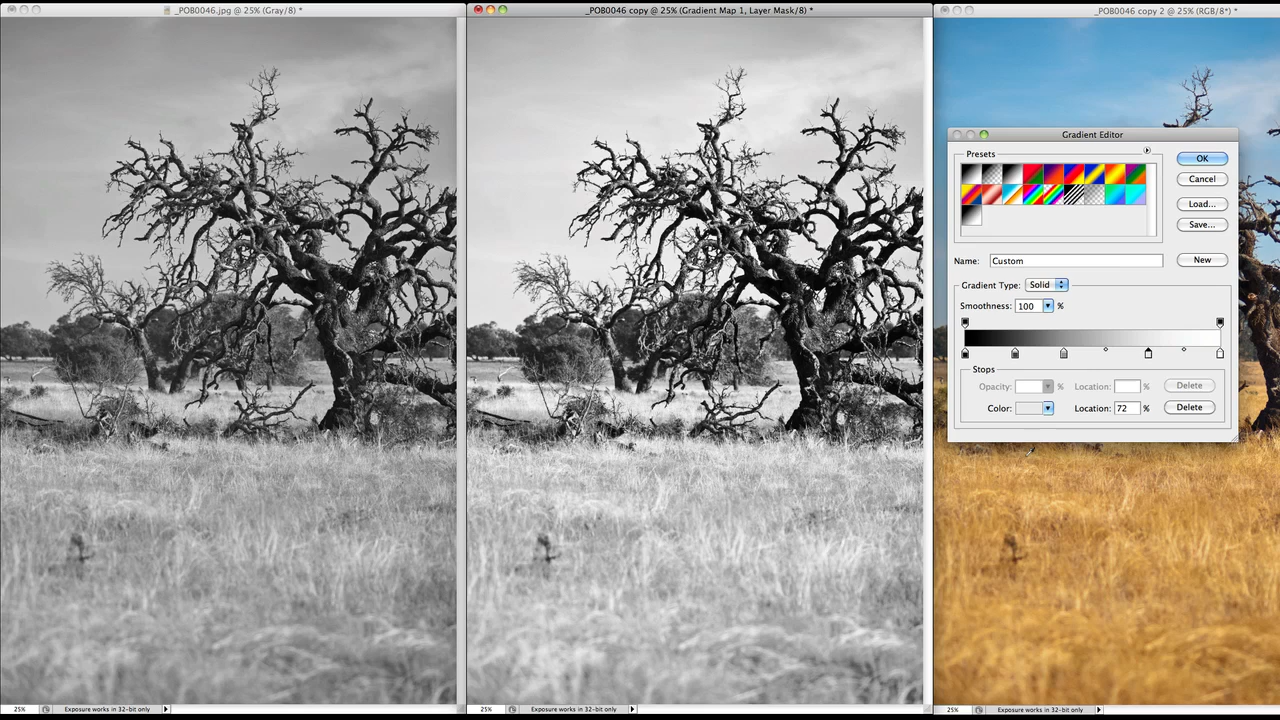 _POB0046.jpg @ 25% (Gray/8) *
_POB0046 copy @ 25% (Gradient Map 1, Layer Mask/8) *
_POB0046 copy 2 @ 25% (RGB/8*) *
Gradient Editor
Presets
OK
Cancel
Load...
Save...
Name: Custom
New
Gradient Type: Solid
Smoothness: 100 %
Stops
Opacity: % Location: % Delete
Color: Location: 72 % Delete
25% Exposure works in 32-bit only
25% Exposure works in 32-bit only
25% Exposure works in 32-bit only